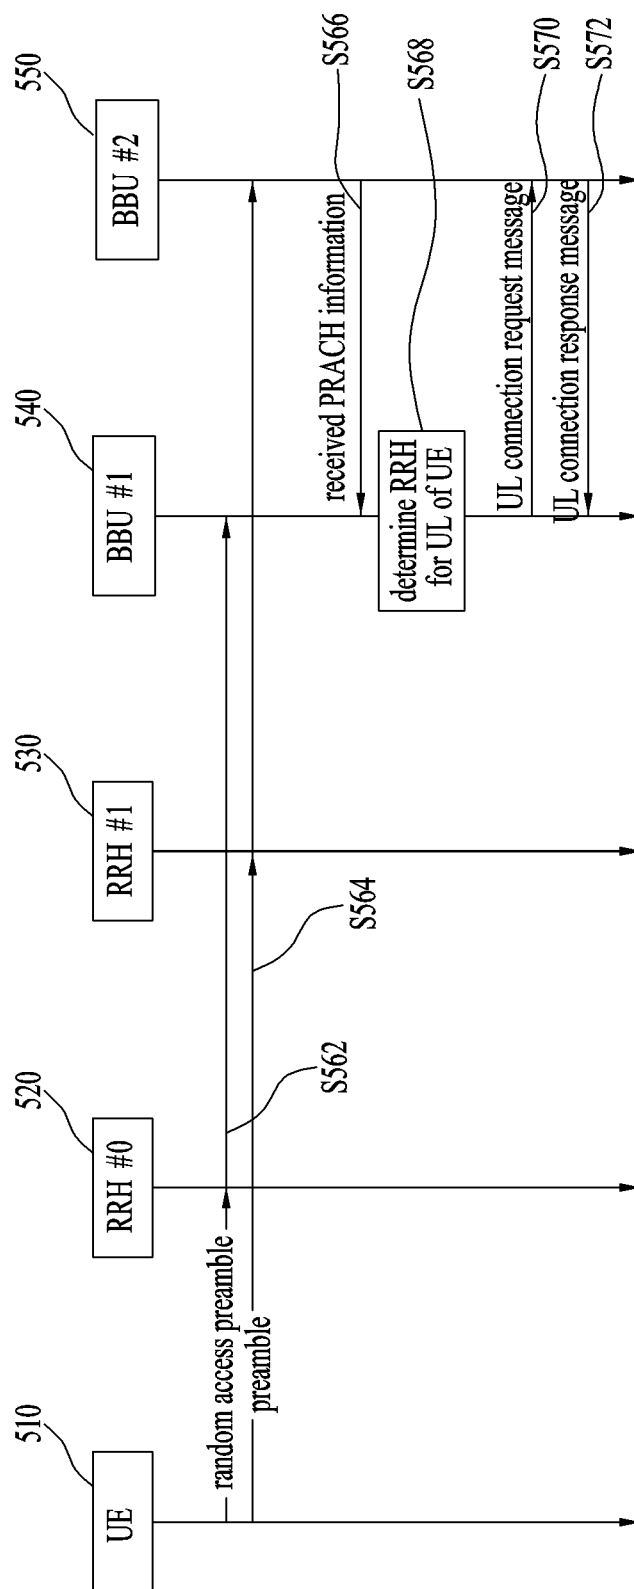 510
520
530
540
550
UE
RRH #0
RRH #1
BBU #1
BBU #2
random access preamble
preamble
S562
S564
received PRACH information
S566
determine RRH
for UL of UE
S568
UL connection request message
S570
UL connection response message
S572